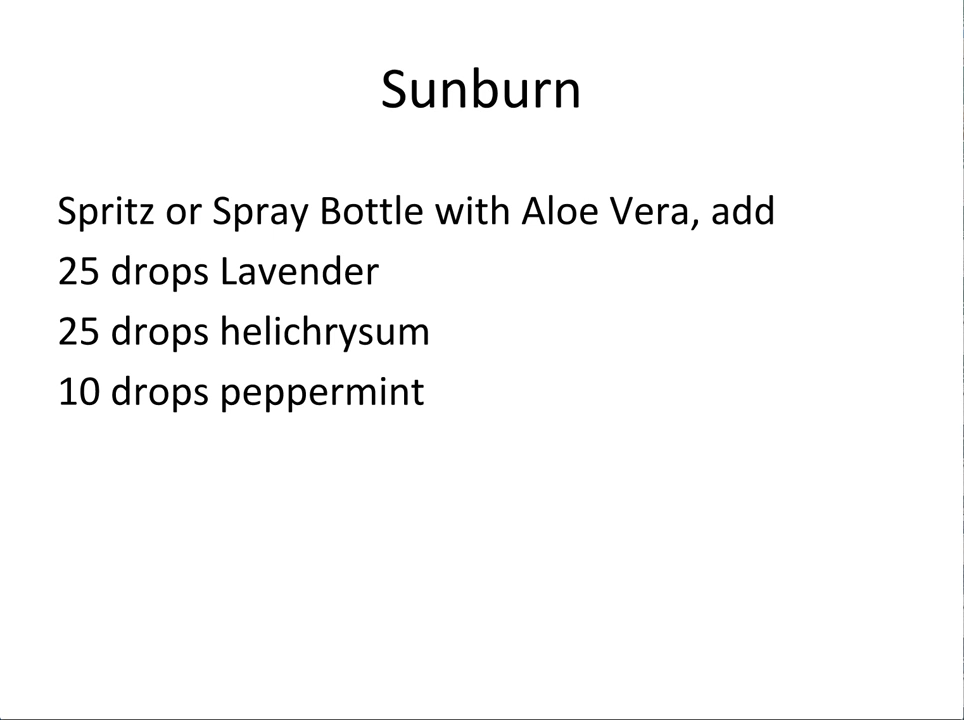 Sunburn
Spritz or Spray Bottle with Aloe Vera, add
25 drops Lavender
25 drops helichrysum
10 drops peppermint